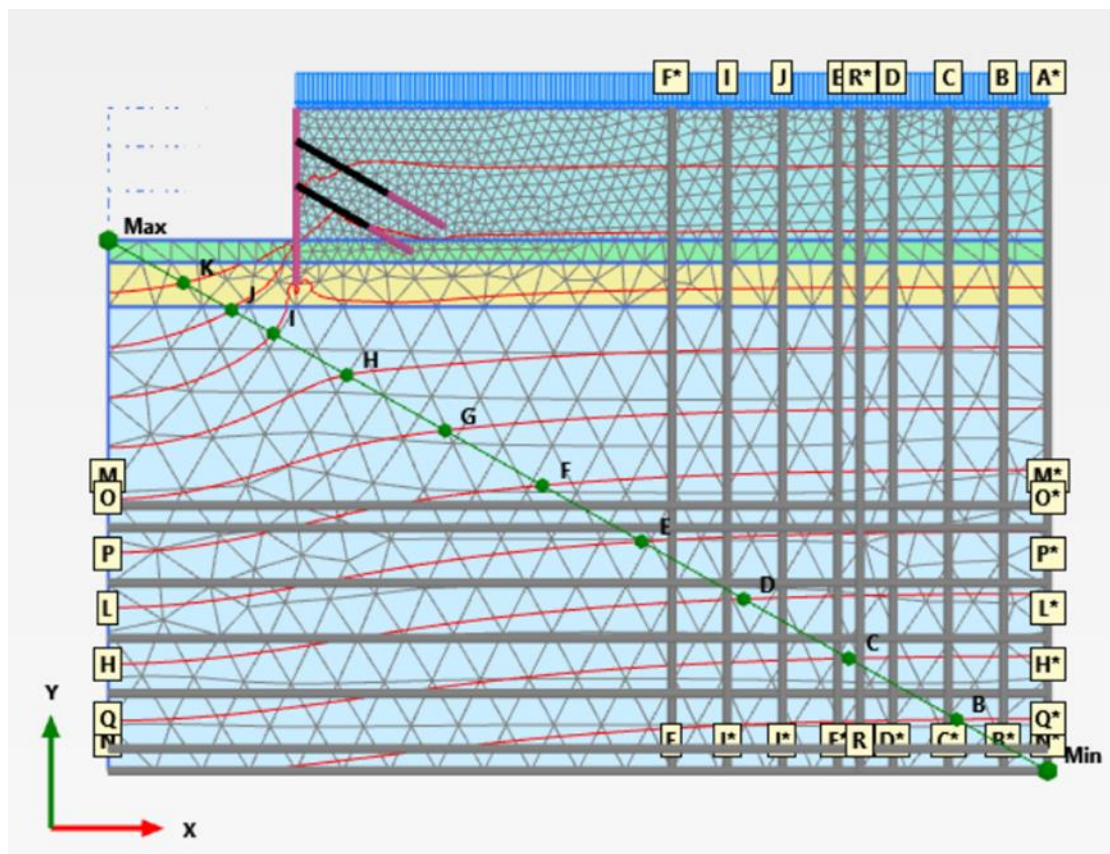 F* I J E R* D C B A*
Max
K
J
I
H
G
M M*
F
O O*
E
P P*
D
L L*
C
H H*
B
Q Q*
N F I* J* E* R D* C* B* N*
Min
Y
X